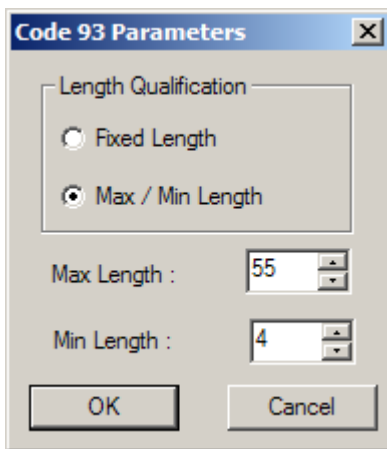 Code 93 Parameters
Length Qualification
Fixed Length
Max / Min Length
Max Length : 55
Min Length : 4
OK Cancel